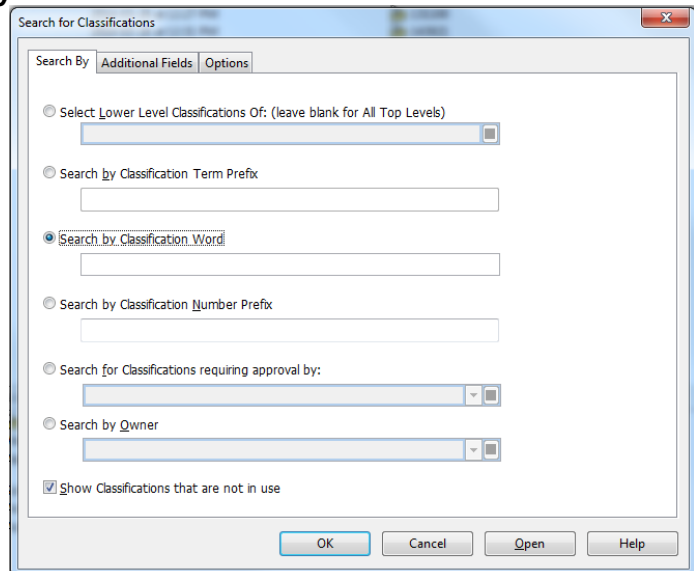 Search for Classifications
Search By Additional Fields Options
Select Lower Level Classifications Of: (leave blank for All Top Levels)
Search by Classification Term Prefix
Search by Classification Word
Search by Classification Number Prefix
Search for Classifications requiring approval by:
Search by Owner
Show Classifications that are not in use
OK Cancel Open Help